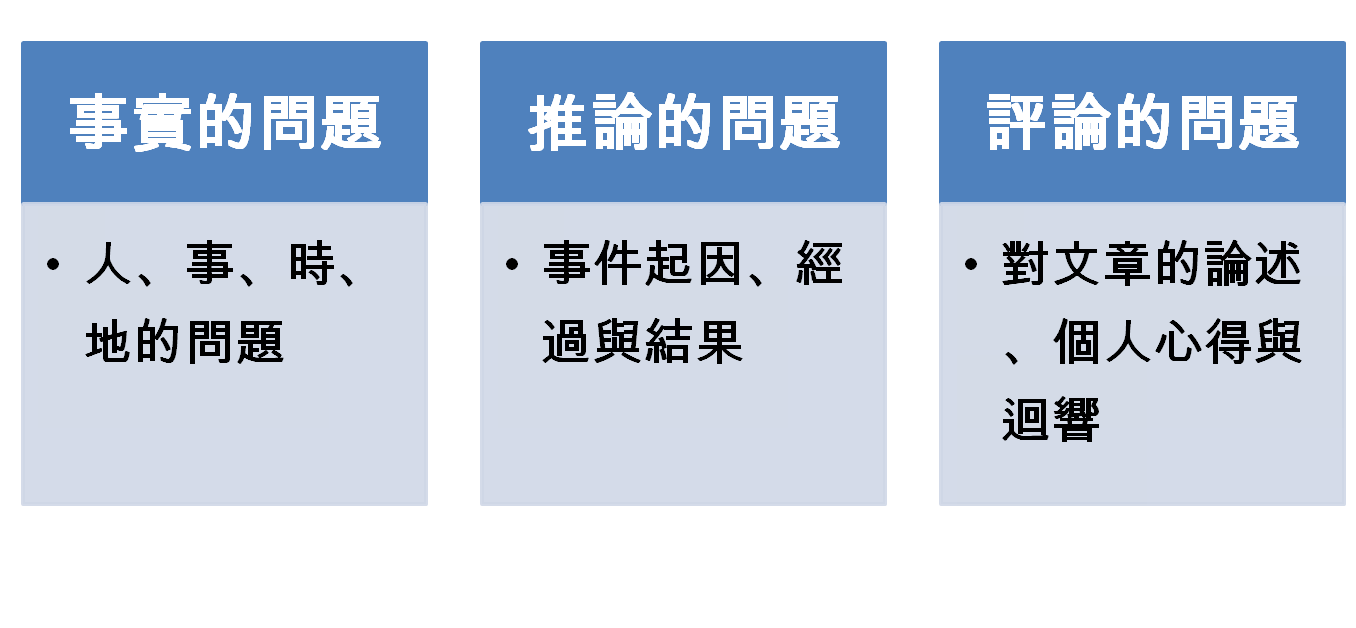 事實的問題
• 人、事、時、
地的問題
推論的問題
• 事件起因、經
過與結果
評論的問題
• 對文章的論述
、個人心得與
迴響